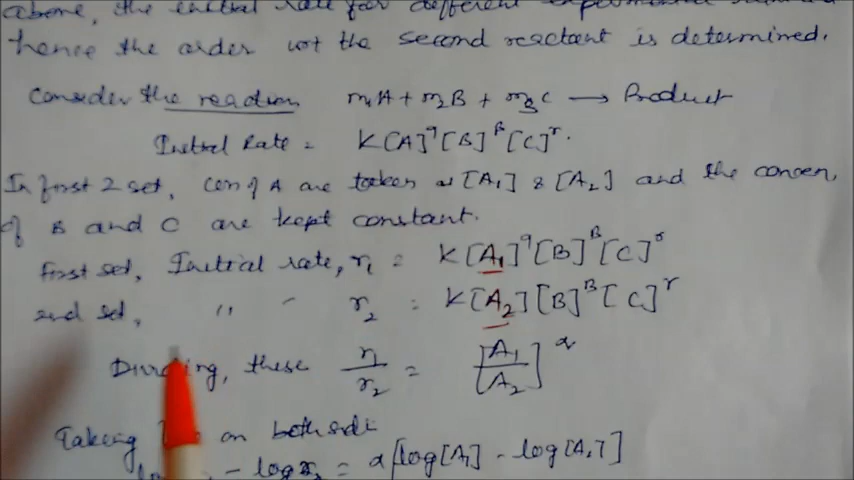 above, the initial rate for different experimental
hence the order wrt the second reactant is determined.
Consider the reaction m₁A + m₂B + m₃C → Product
Initial Rate = K[A]^α[B]^β[C]^γ.
In first 2 set, con of A are taken as [A₁] & [A₂] and the concen,
of B and C are kept constant.
First set, Initial rate, r₁ = K[A₁]^α[B]^β[C]^γ
2nd set, " " r₂ = K[A₂][B]^β[C]^γ
Dividing, these r₁/r₂ = [A₁/A₂]^α
Taking on both side
- log r₂ = α[log[A₁] - log[A₂]]